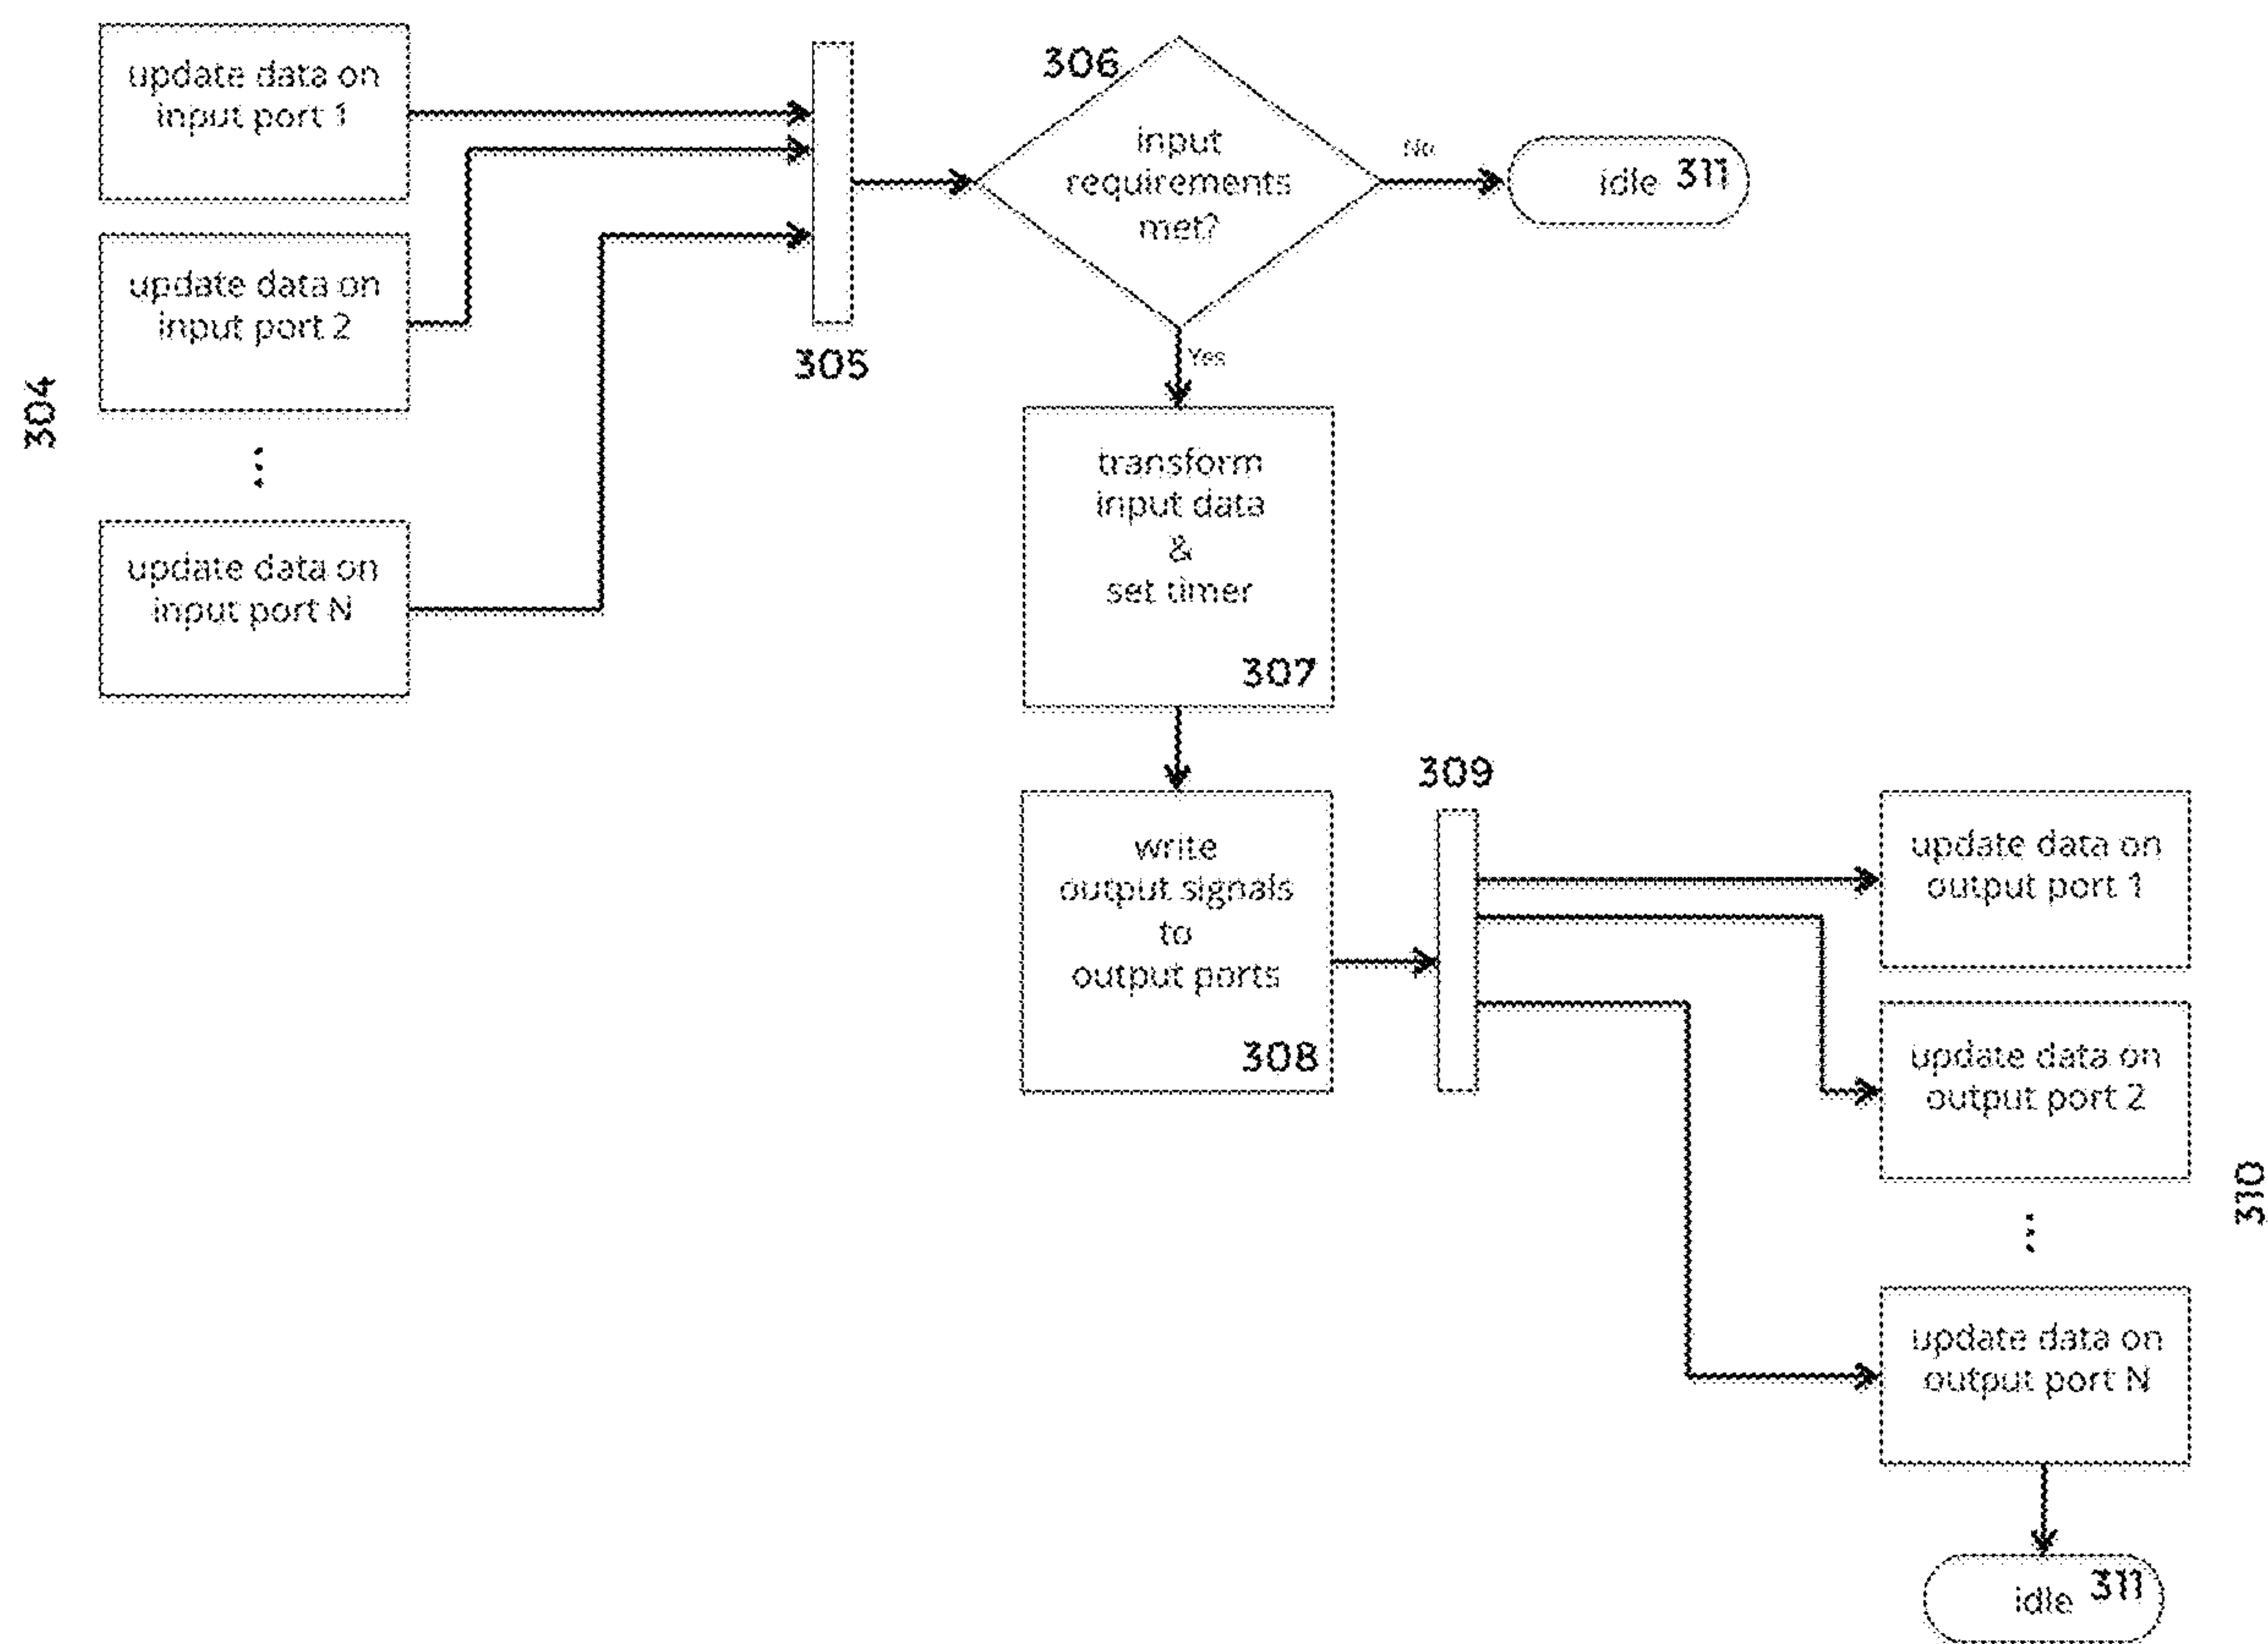 update data on
input port 1
update data on
input port 2
304
update data on
input port N
305
306
input
requirements
met?
No
idle 311
Yes
transform
input data
&
set timer
307
write
output signals
to
output ports
308
309
update data on
output port 1
update data on
output port 2
310
update data on
output port N
idle 311